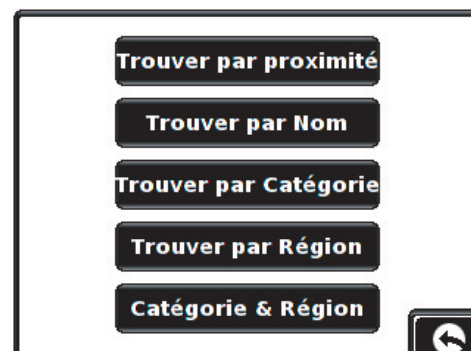 Trouver par proximité
Trouver par Nom
Trouver par Catégorie
Trouver par Région
Catégorie & Région